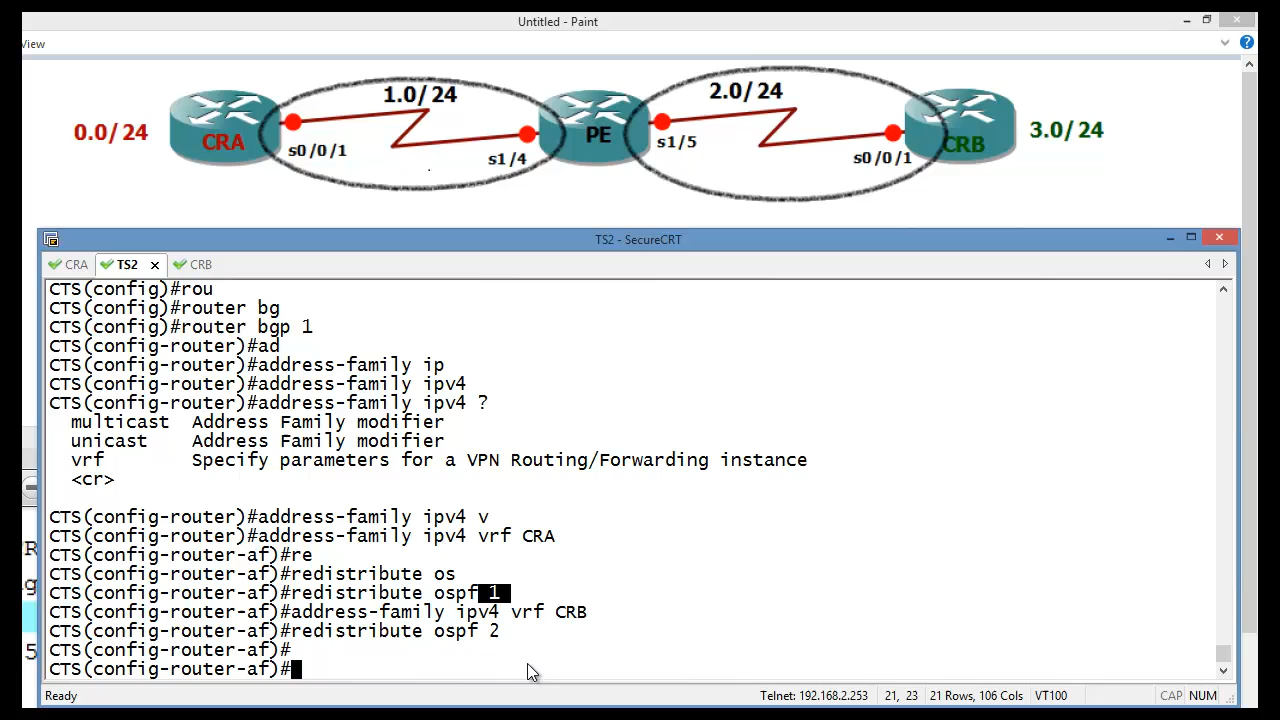 Untitled - Paint
View
1.0/24
2.0/24
0.0/24
CRA
PE
CRB
3.0/24
s0/0/1
s1/4
s1/5
s0/0/1
TS2 - SecureCRT
CRA
TS2
CRB
CTS(config)#rou
CTS(config)#router bg
CTS(config)#router bgp 1
CTS(config-router)#ad
CTS(config-router)#address-family ip
CTS(config-router)#address-family ipv4
CTS(config-router)#address-family ipv4 ?
multicast Address Family modifier
unicast Address Family modifier
vrf Specify parameters for a VPN Routing/Forwarding instance
<cr>
CTS(config-router)#address-family ipv4 v
CTS(config-router)#address-family ipv4 vrf CRA
CTS(config-router-af)#re
CTS(config-router-af)#redistribute os
CTS(config-router-af)#redistribute ospf 1
CTS(config-router-af)#address-family ipv4 vrf CRB
CTS(config-router-af)#redistribute ospf 2
CTS(config-router-af)#
CTS(config-router-af)#
R
g
5
Ready
Telnet: 192.168.2.253 21, 23 21 Rows, 106 Cols VT100 CAP NUM